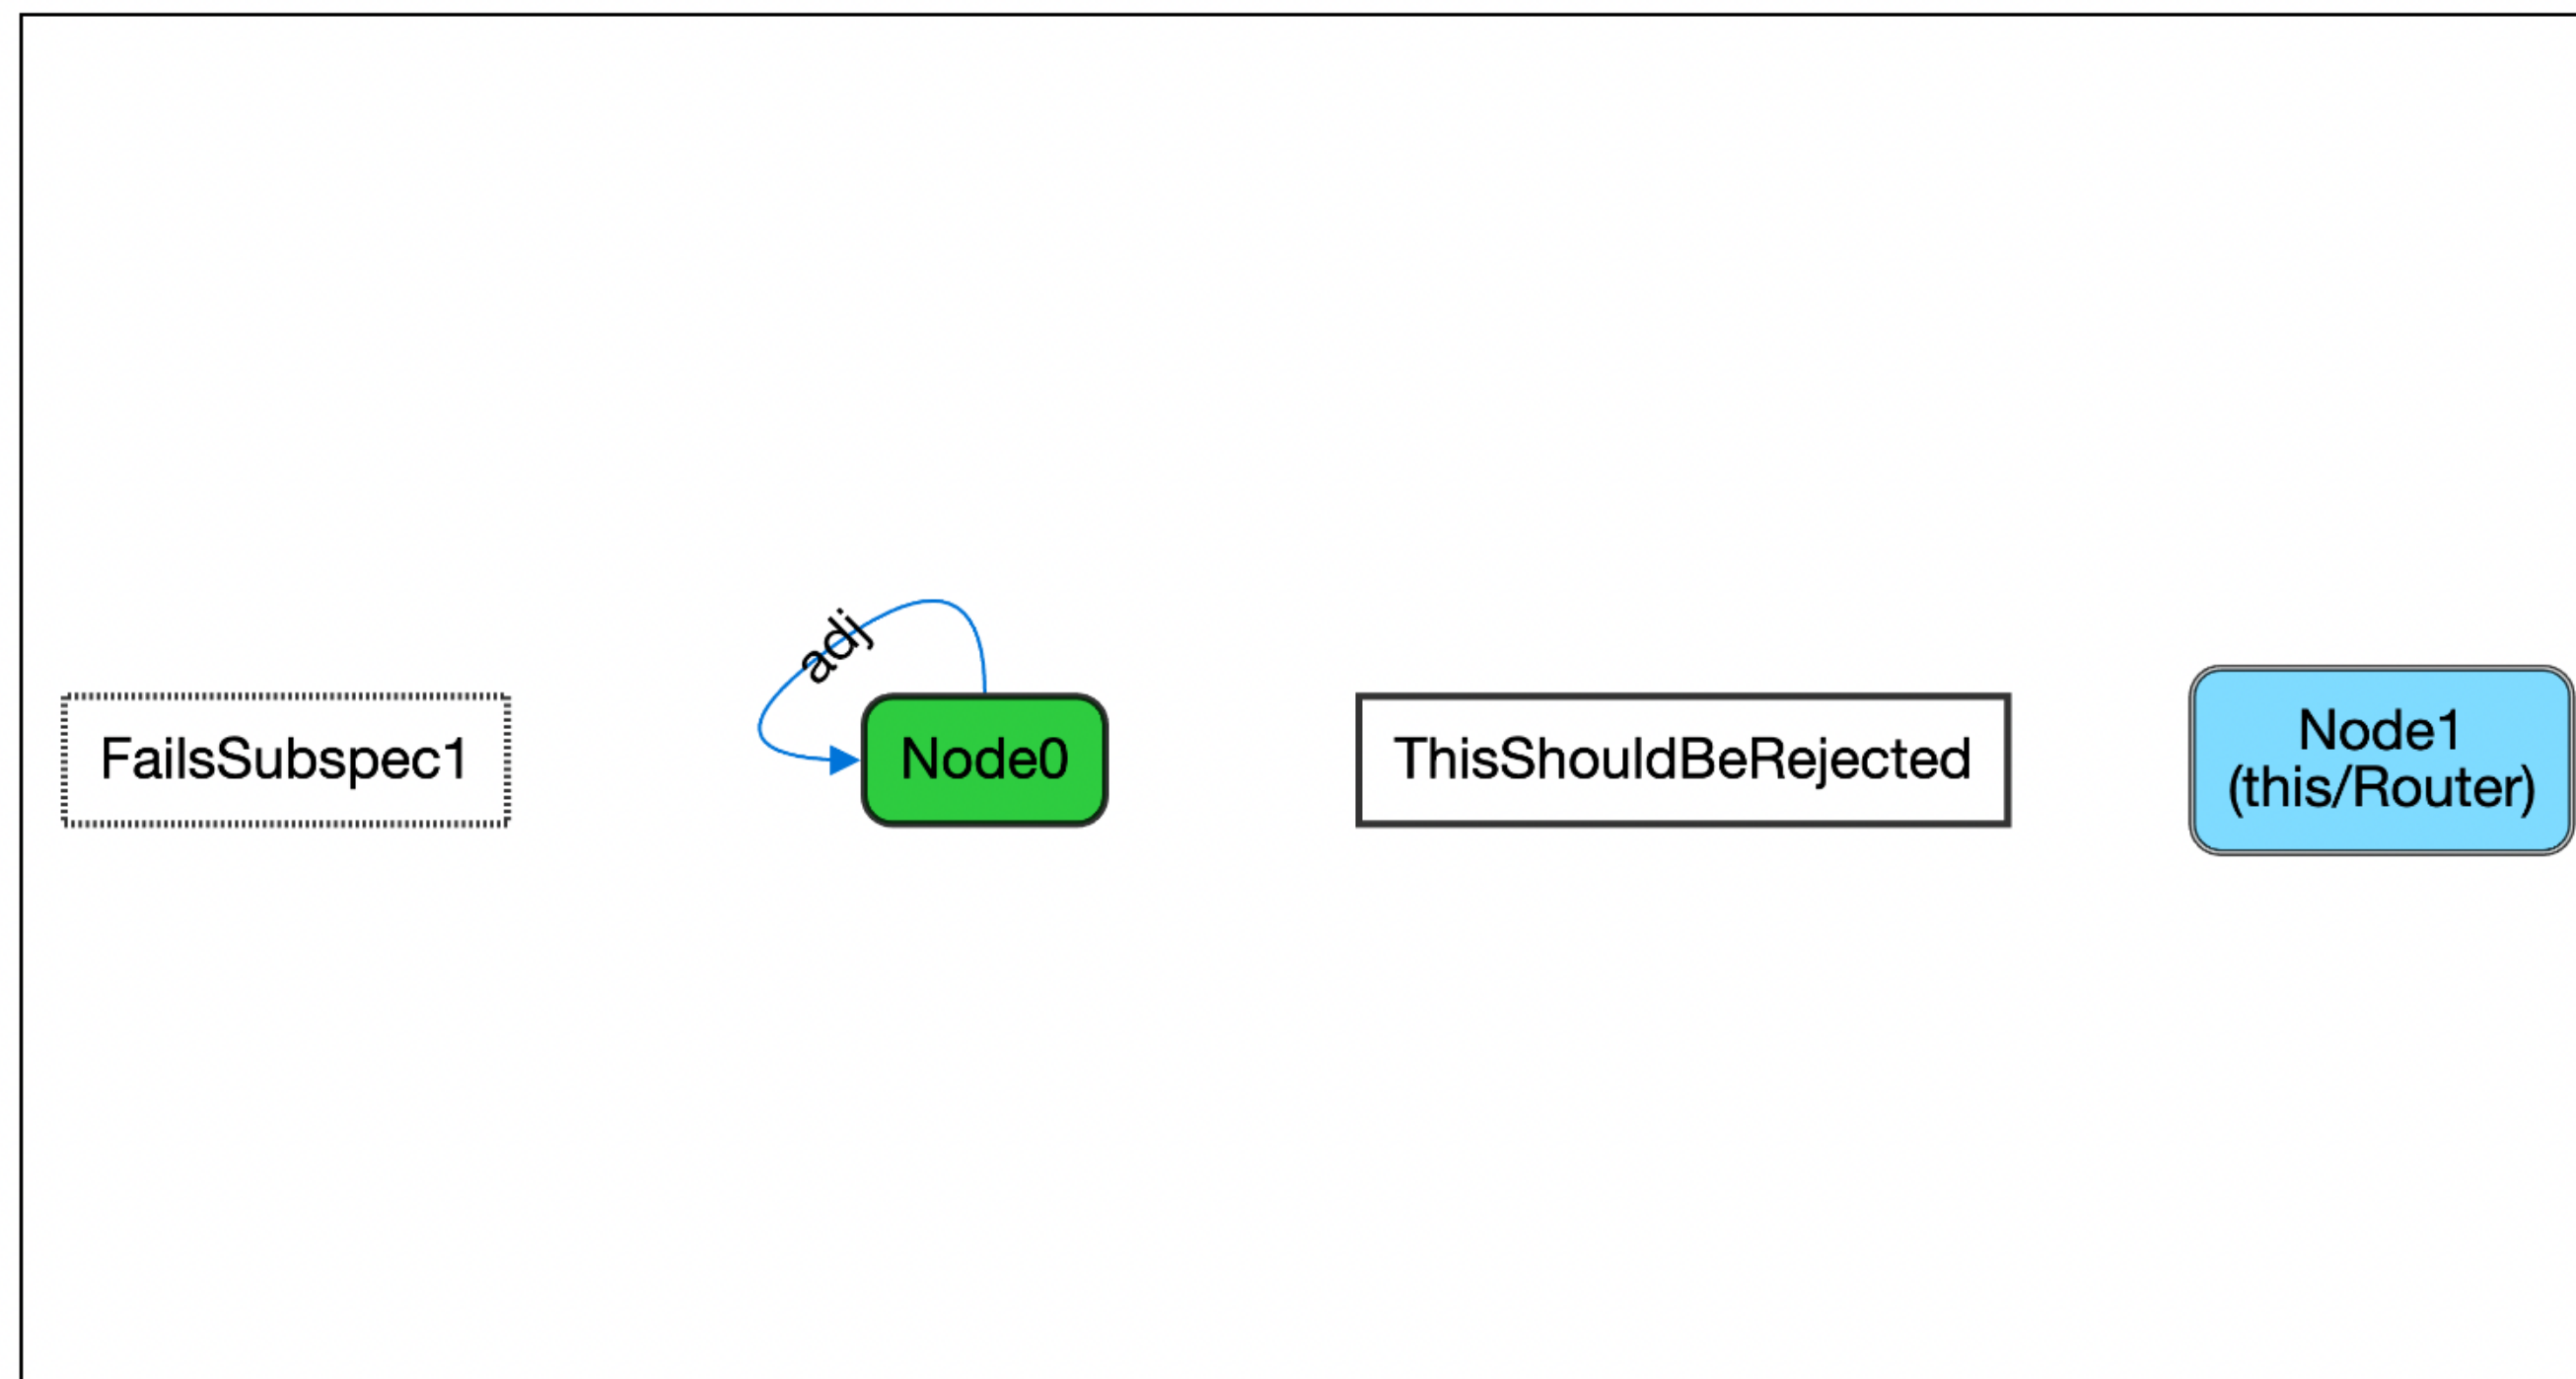 adj
FailsSubspec1
Node0
ThisShouldBeRejected
Node1
(this/Router)